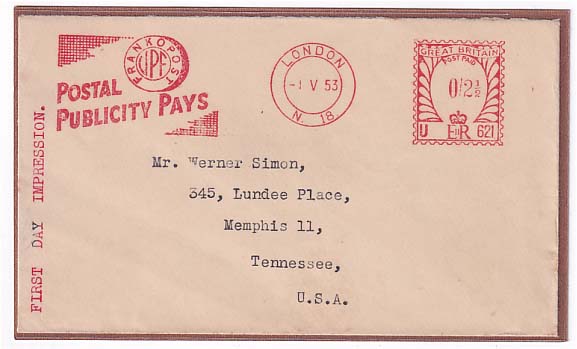 FRANKOPOST
UPF
POSTAL
PUBLICITY PAYS
LONDON
-1 V 53
N. 18.
GREAT BRITAIN
POST PAID
0/2½
U EIIR 621
FIRST DAY IMPRESSION.
Mr. Werner Simon,
345, Lundee Place,
Memphis 11,
Tennessee,
U.S.A.